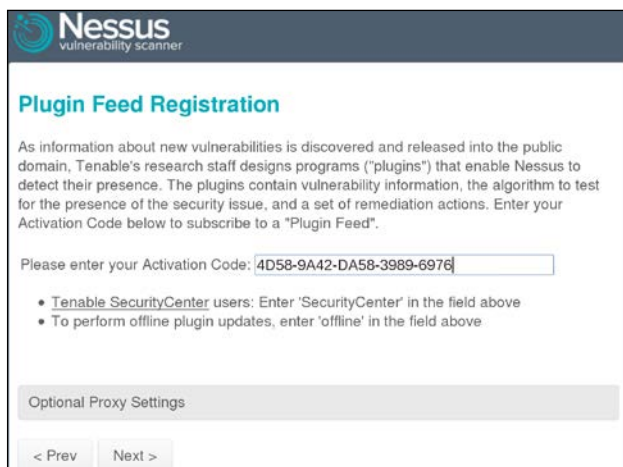 Nessus
vulnerability scanner
Plugin Feed Registration
As information about new vulnerabilities is discovered and released into the public
domain, Tenable's research staff designs programs ("plugins") that enable Nessus to
detect their presence. The plugins contain vulnerability information, the algorithm to test
for the presence of the security issue, and a set of remediation actions. Enter your
Activation Code below to subscribe to a "Plugin Feed".
Please enter your Activation Code: 4D58-9A42-DA58-3989-6976
• Tenable SecurityCenter users: Enter 'SecurityCenter' in the field above
• To perform offline plugin updates, enter 'offline' in the field above
Optional Proxy Settings
< Prev Next >